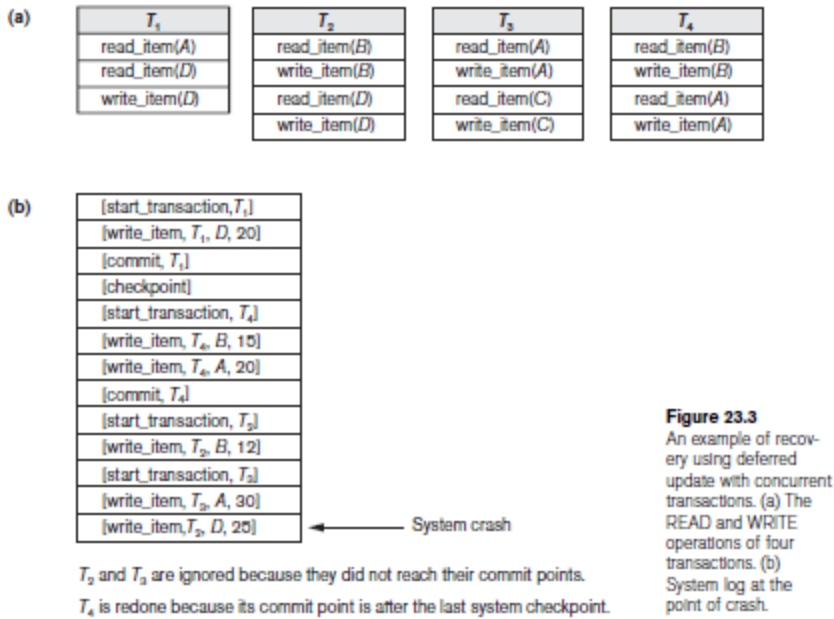 (a)
T₁ T₂ T₃ T₄
read_item(A) read_item(B) read_item(A) read_item(B)
read_item(D) write_item(B) write_item(A) write_item(B)
write_item(D) read_item(D) read_item(C) read_item(A)
write_item(D) write_item(C) write_item(A)
(b)
[start_transaction,T₁]
[write_item, T₁, D, 20]
[commit, T₁]
[checkpoint]
[start_transaction, T₄]
[write_item, T₄, B, 15]
[write_item, T₄, A, 20]
[commit, T₄]
[start_transaction, T₂]
[write_item, T₂, B, 12]
[start_transaction, T₃]
[write_item, T₃, A, 30]
[write_item,T₂, D, 25]
System crash
T₂ and T₃ are ignored because they did not reach their commit points.
T₄ is redone because its commit point is after the last system checkpoint.
Figure 23.3
An example of recov-
ery using deferred
update with concurrent
transactions. (a) The
READ and WRITE
operations of four
transactions. (b)
System log at the
point of crash.